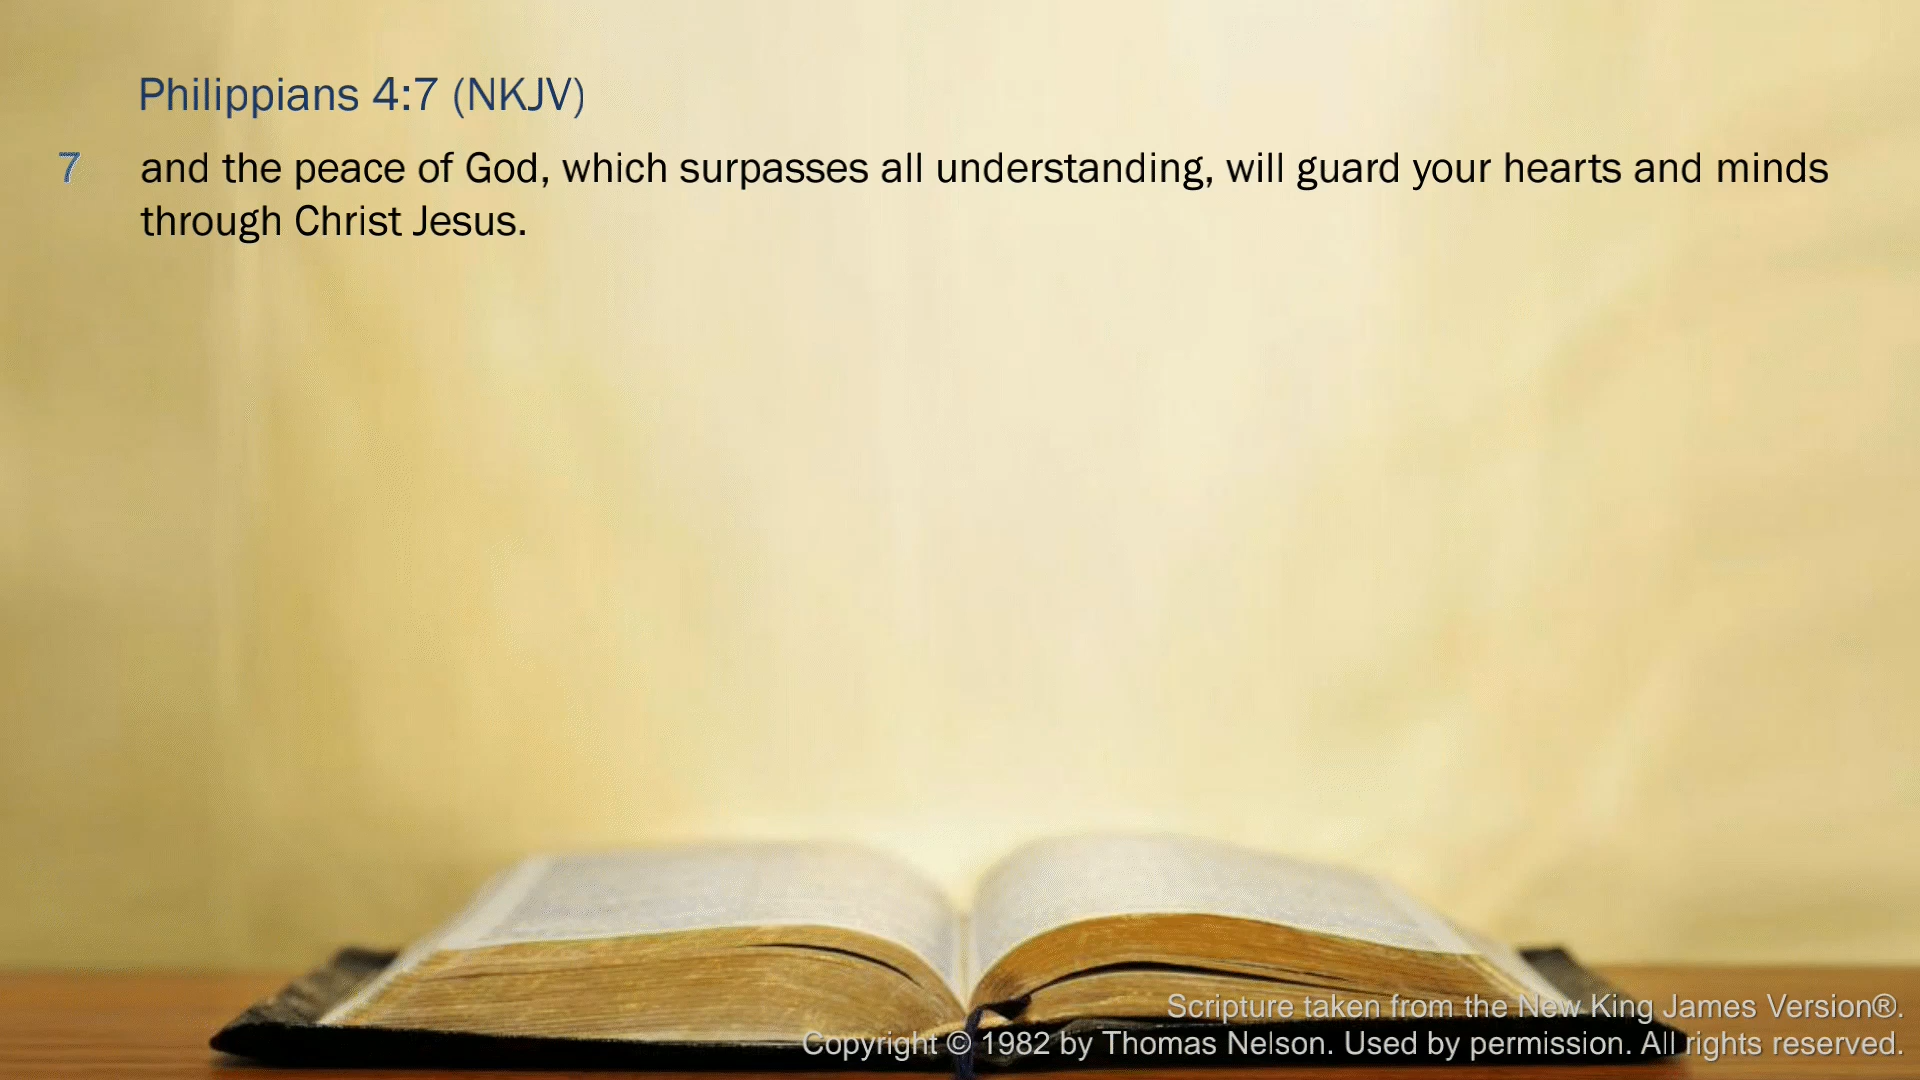 Philippians 4:7 (NKJV)
7 and the peace of God, which surpasses all understanding, will guard your hearts and minds
through Christ Jesus.
Scripture taken from the New King James Version®.
Copyright © 1982 by Thomas Nelson. Used by permission. All rights reserved.